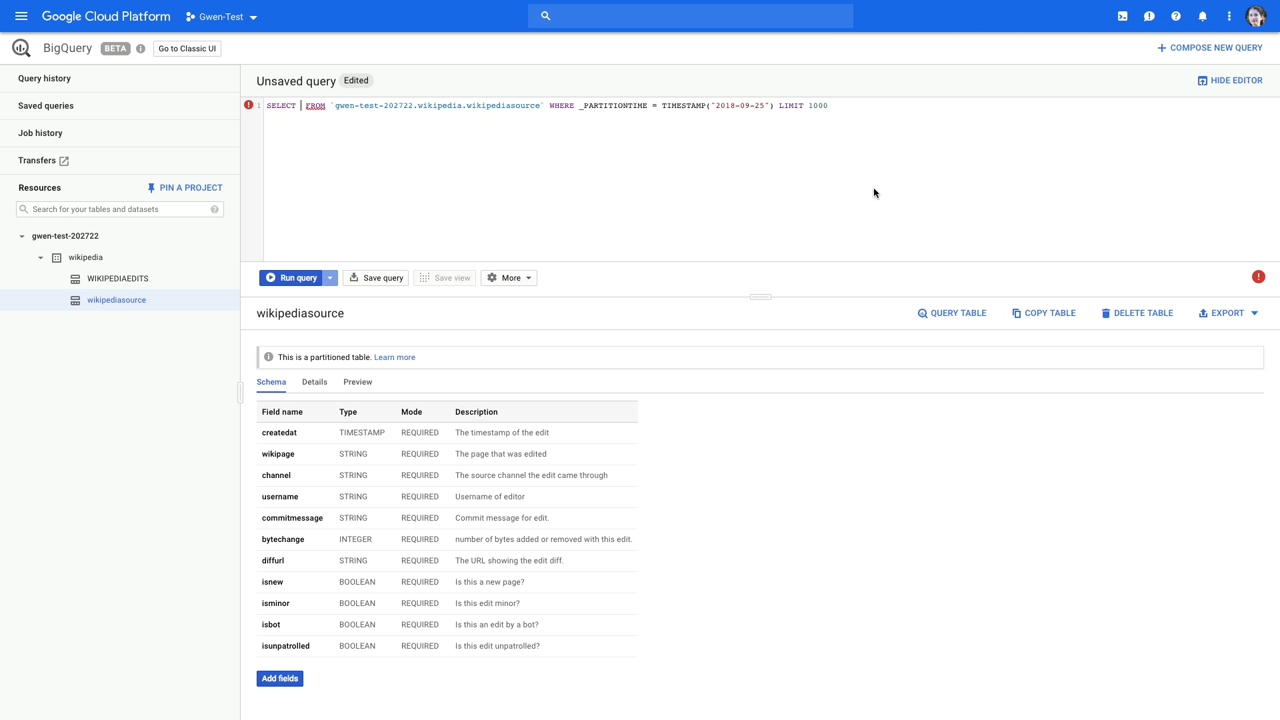 Google Cloud Platform Gwen-Test
BigQuery BETA Go to Classic UI COMPOSE NEW QUERY
Query history
Saved queries
Job history
Transfers
Resources PIN A PROJECT
Search for your tables and datasets
gwen-test-202722
wikipedia
WIKIPEDIAEDITS
wikipediasource
Unsaved query Edited HIDE EDITOR
1 SELECT FROM `gwen-test-202722.wikipedia.wikipediasource` WHERE _PARTITIONTIME = TIMESTAMP("2018-09-25") LIMIT 1000
Run query Save query Save view More
wikipediasource QUERY TABLE COPY TABLE DELETE TABLE EXPORT
This is a partitioned table. Learn more
Schema Details Preview
Field name Type Mode Description
createdat TIMESTAMP REQUIRED The timestamp of the edit
wikipage STRING REQUIRED The page that was edited
channel STRING REQUIRED The source channel the edit came through
username STRING REQUIRED Username of editor
commitmessage STRING REQUIRED Commit message for edit.
bytechange INTEGER REQUIRED number of bytes added or removed with this edit.
diffurl STRING REQUIRED The URL showing the edit diff.
isnew BOOLEAN REQUIRED Is this a new page?
isminor BOOLEAN REQUIRED Is this edit minor?
isbot BOOLEAN REQUIRED Is this an edit by a bot?
isunpatrolled BOOLEAN REQUIRED Is this edit unpatrolled?
Add fields